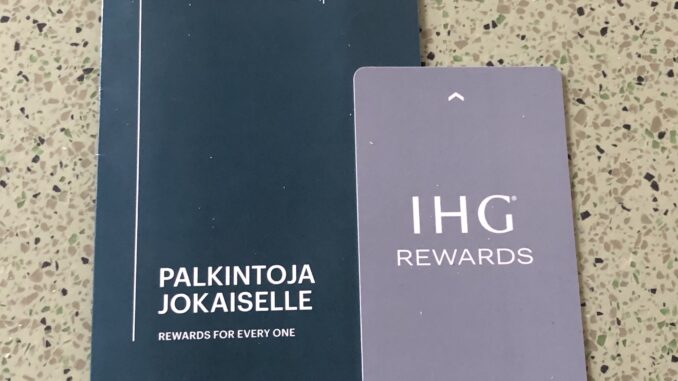 PALKINTOJA
JOKAISELLE
REWARDS FOR EVERY ONE
IHG®
REWARDS